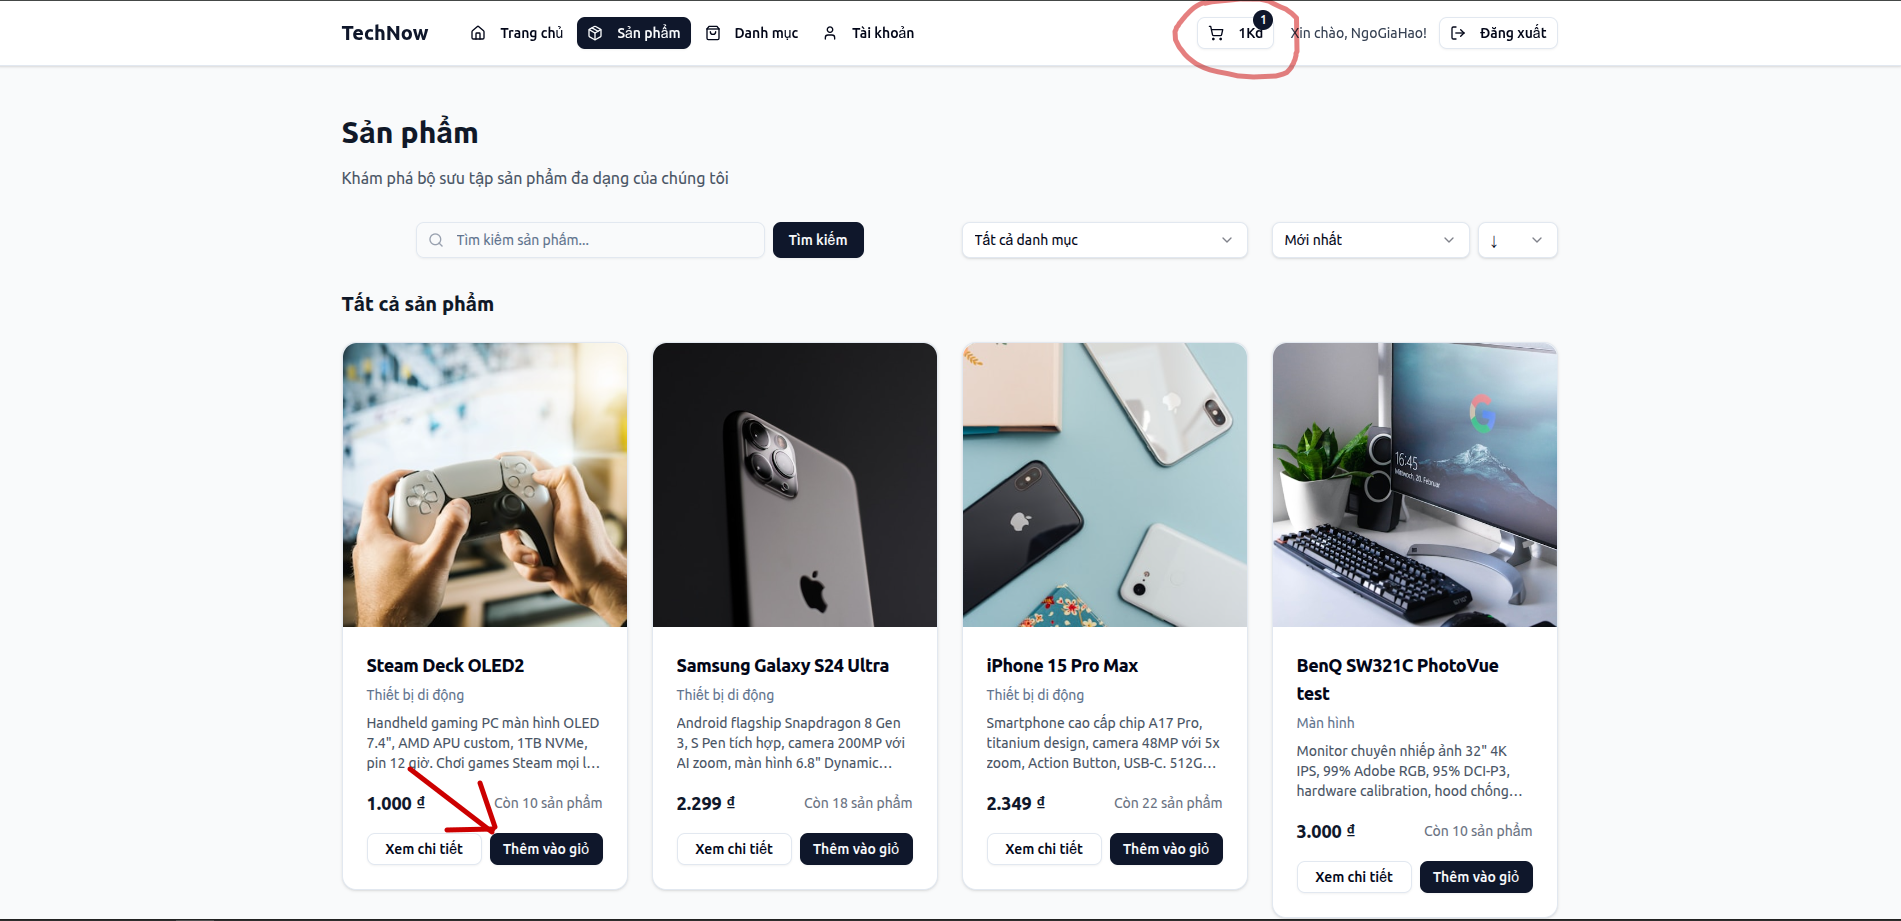 TechNow
Trang chủ
Sản phẩm
Danh mục
Tài khoản
1Kđ
1
Xin chào, NgoGiaHao!
Đăng xuất
Sản phẩm
Khám phá bộ sưu tập sản phẩm đa dạng của chúng tôi
Tìm kiếm sản phẩm...
Tìm kiếm
Tất cả danh mục
Mới nhất
↓
Tất cả sản phẩm
Steam Deck OLED2
Thiết bị di động
Handheld gaming PC màn hình OLED
7.4", AMD APU custom, 1TB NVMe,
pin 12 giờ. Chơi games Steam mọi l...
1.000 ₫
Còn 10 sản phẩm
Xem chi tiết
Thêm vào giỏ
Samsung Galaxy S24 Ultra
Thiết bị di động
Android flagship Snapdragon 8 Gen
3, S Pen tích hợp, camera 200MP với
AI zoom, màn hình 6.8" Dynamic...
2.299 ₫
Còn 18 sản phẩm
Xem chi tiết
Thêm vào giỏ
iPhone 15 Pro Max
Thiết bị di động
Smartphone cao cấp chip A17 Pro,
titanium design, camera 48MP với 5x
zoom, Action Button, USB-C. 512G...
2.349 ₫
Còn 22 sản phẩm
Xem chi tiết
Thêm vào giỏ
16:45
Mittwoch, 20. Februar
BenQ SW321C PhotoVue
test
Màn hình
Monitor chuyên nhiếp ảnh 32" 4K
IPS, 99% Adobe RGB, 95% DCI-P3,
hardware calibration, hood chống...
3.000 ₫
Còn 10 sản phẩm
Xem chi tiết
Thêm vào giỏ